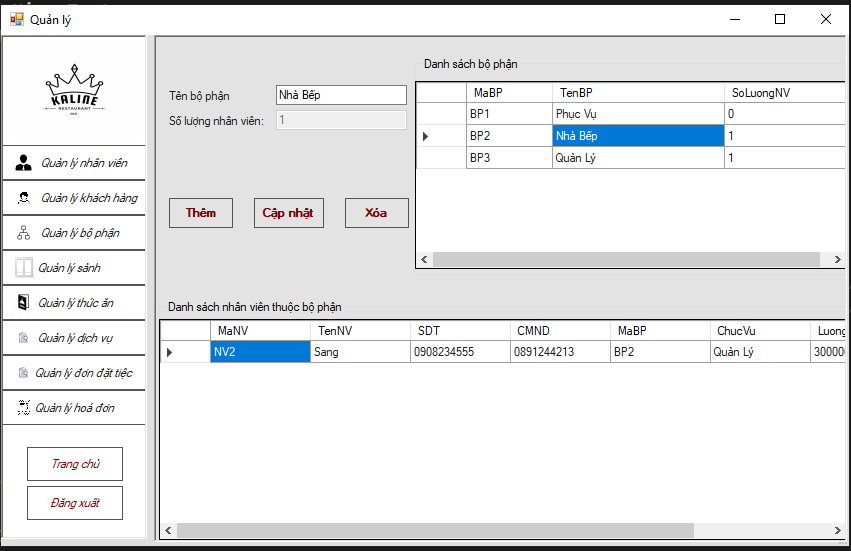 Quản lý
KALINE
RESTAURANT
Quản lý nhân viên
Quản lý khách hàng
Quản lý bộ phận
Quản lý sảnh
Quản lý thức ăn
Quản lý dịch vụ
Quản lý đơn đặt tiệc
Quản lý hoá đơn
Trang chủ
Đăng xuất
Tên bộ phận Nhà Bếp
Số lượng nhân viên: 1
Thêm Cập nhật Xóa
Danh sách bộ phận
MaBP TenBP SoLuongNV
BP1 Phục Vụ 0
BP2 Nhà Bếp 1
BP3 Quản Lý 1
Danh sách nhân viên thuộc bộ phận
MaNV TenNV SDT CMND MaBP ChucVu Luong
NV2 Sang 0908234555 0891244213 BP2 Quản Lý 30000